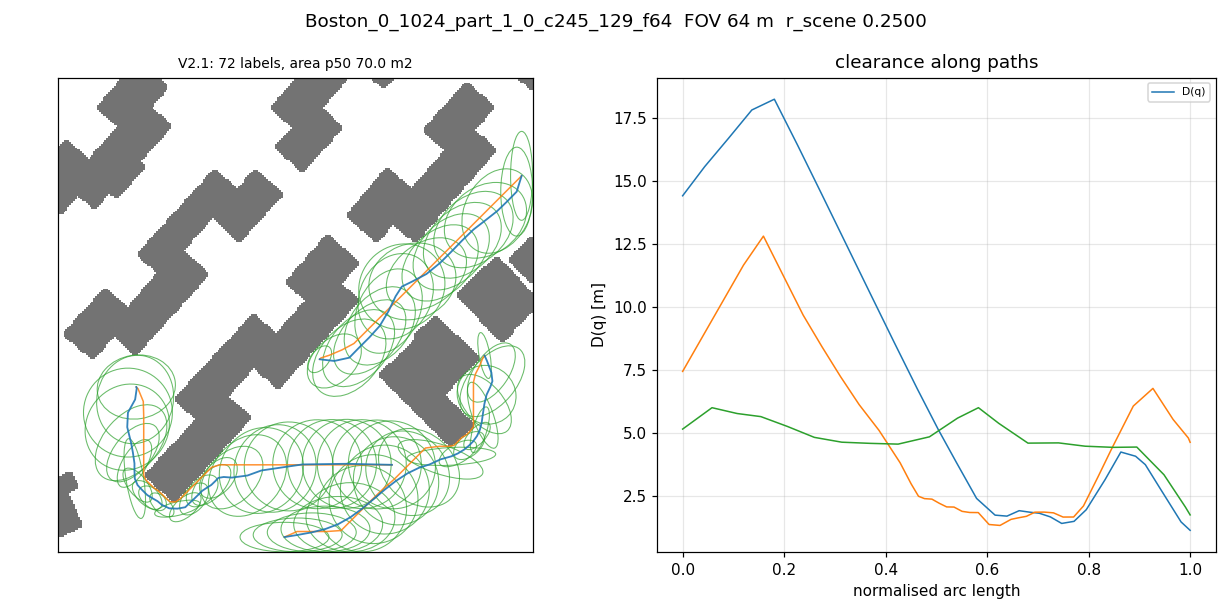 Boston_0_1024_part_1_0_c245_129_f64  FOV 64 m  r_scene 0.2500
V2.1: 72 labels, area p50 70.0 m2
clearance along paths
D(q)
17.5
15.0
12.5
10.0
7.5
5.0
2.5
D(q) [m]
0.0 0.2 0.4 0.6 0.8 1.0
normalised arc length